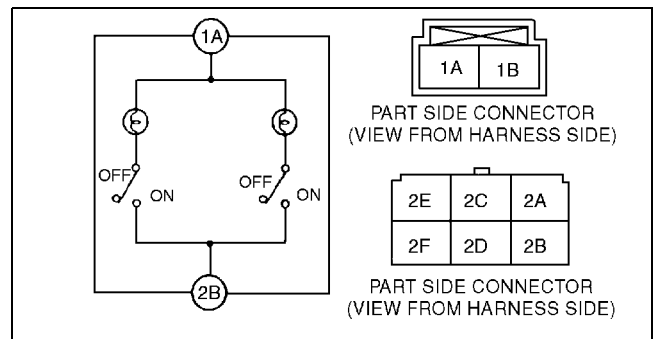 1A
OFF
ON
OFF
ON
2B
1A 1B
PART SIDE CONNECTOR
(VIEW FROM HARNESS SIDE)
2E 2C 2A
2F 2D 2B
PART SIDE CONNECTOR
(VIEW FROM HARNESS SIDE)